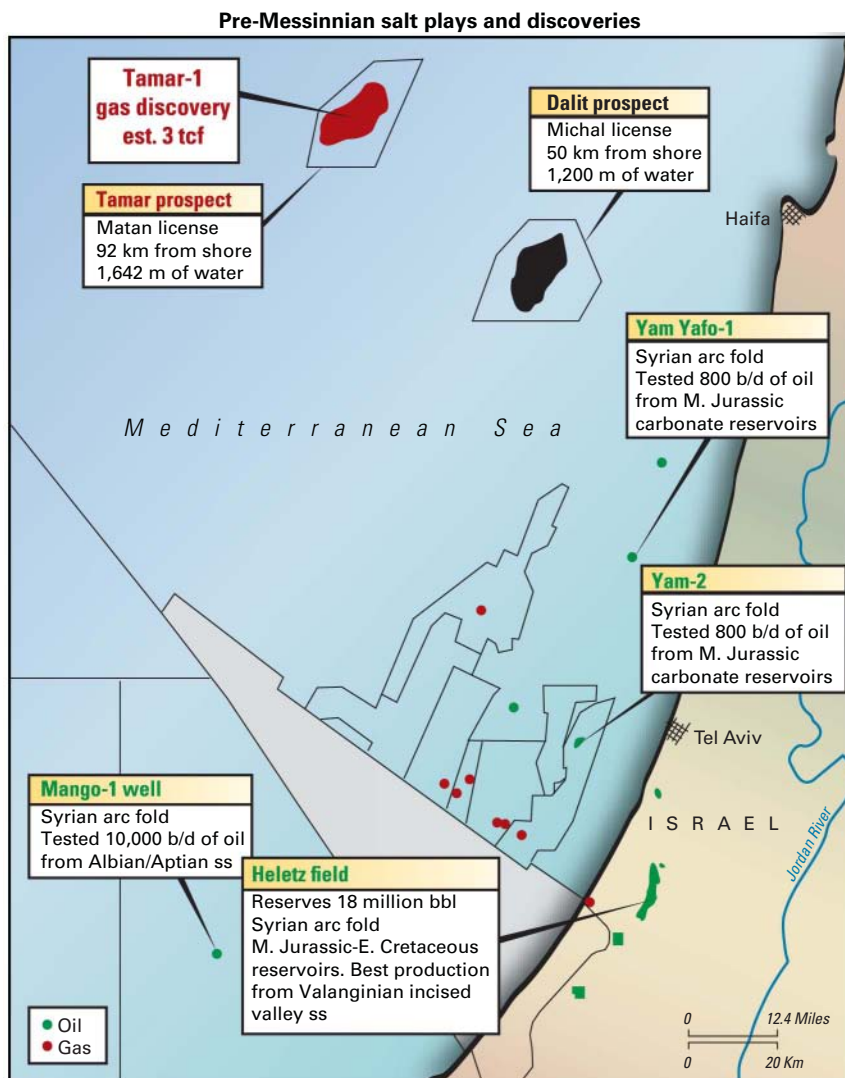 Pre-Messinnian salt plays and discoveries
Tamar-1
gas discovery
est. 3 tcf
Tamar prospect
Matan license
92 km from shore
1,642 m of water
Dalit prospect
Michal license
50 km from shore
1,200 m of water
Haifa
Yam Yafo-1
Syrian arc fold
Tested 800 b/d of oil
from M. Jurassic
carbonate reservoirs
Mediterranean Sea
Yam-2
Syrian arc fold
Tested 800 b/d of oil
from M. Jurassic
carbonate reservoirs
Tel Aviv
Mango-1 well
Syrian arc fold
Tested 10,000 b/d of oil
from Albian/Aptian ss
ISRAEL
Jordan River
Heletz field
Reserves 18 million bbl
Syrian arc fold
M. Jurassic-E. Cretaceous
reservoirs. Best production
from Valanginian incised
valley ss
Oil
Gas
0 12.4 Miles
0 20 Km